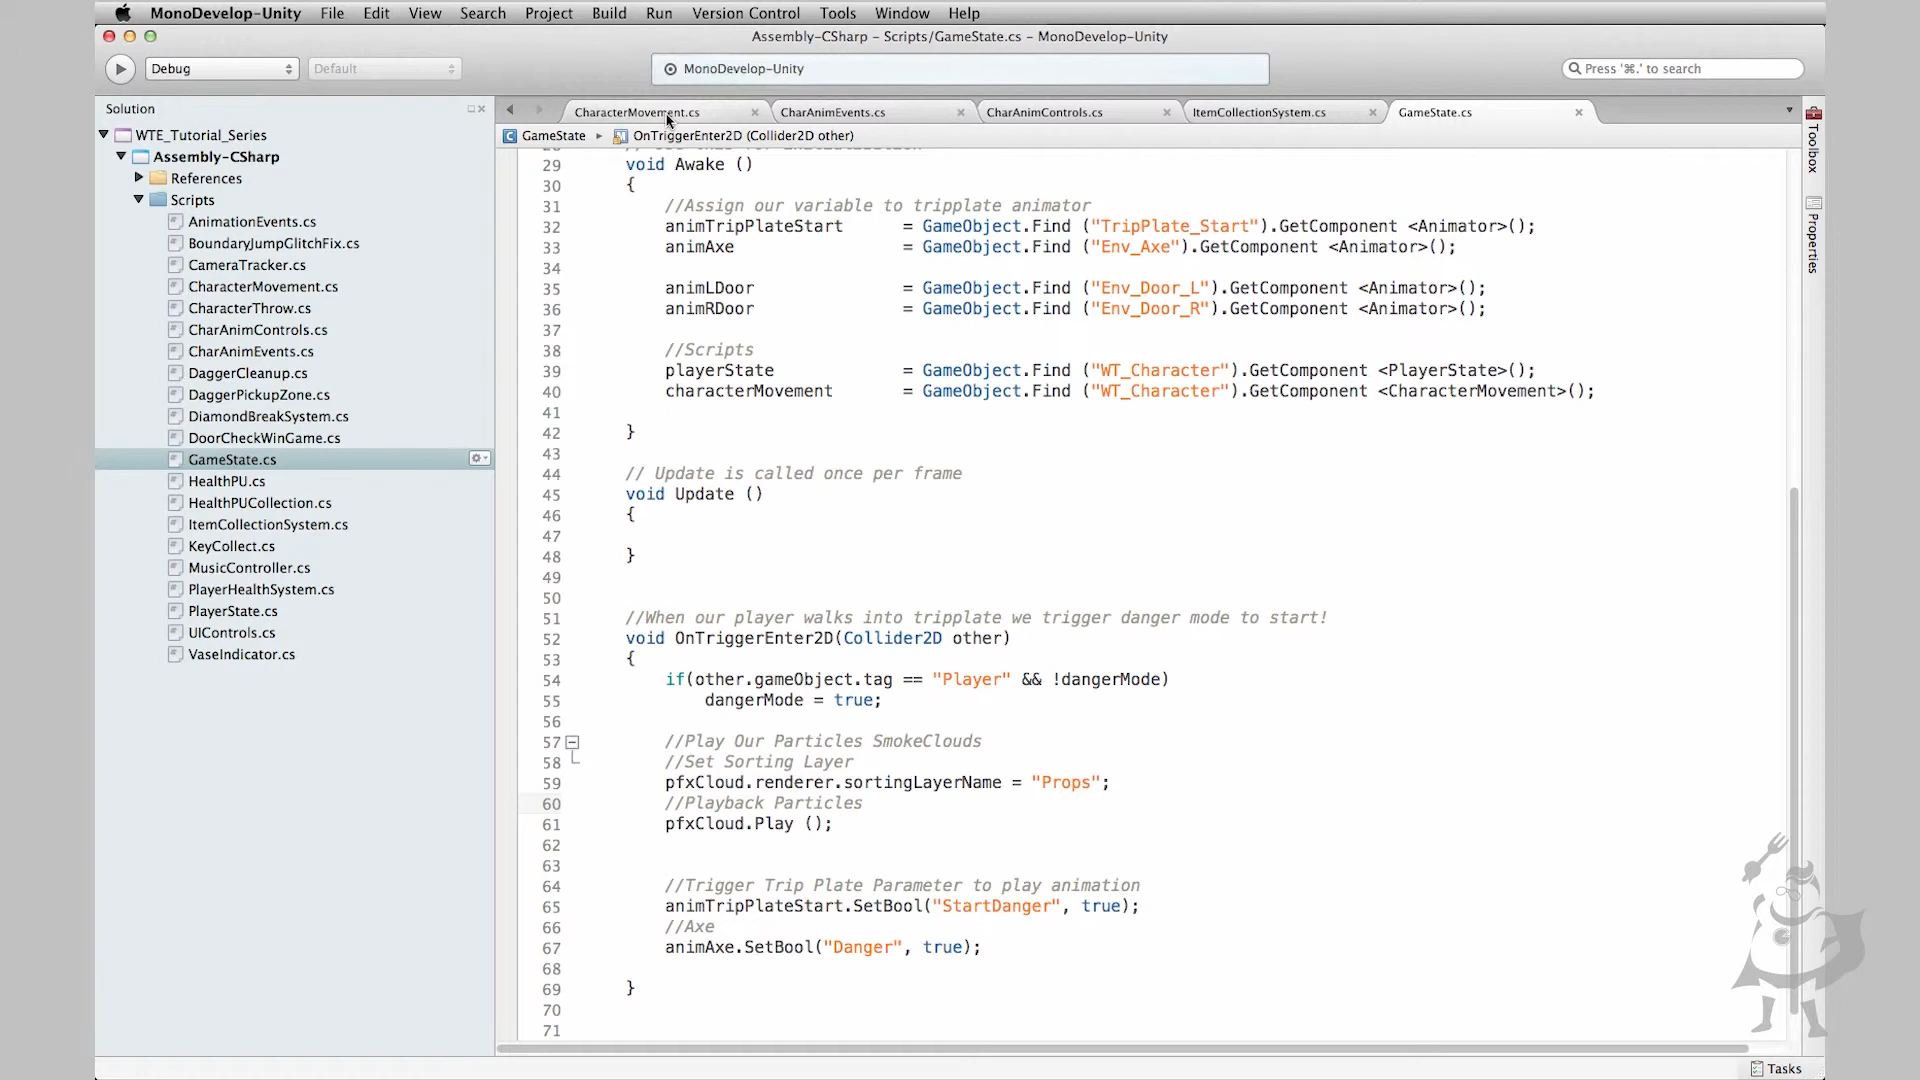 MonoDevelop-Unity File Edit View Search Project Build Run Version Control Tools Window Help
Assembly-CSharp – Scripts/GameState.cs – MonoDevelop-Unity
Debug Default MonoDevelop-Unity Press '⌘.' to search
Solution
WTE_Tutorial_Series
Assembly-CSharp
References
Scripts
AnimationEvents.cs
BoundaryJumpGlitchFix.cs
CameraTracker.cs
CharacterMovement.cs
CharacterThrow.cs
CharAnimControls.cs
CharAnimEvents.cs
DaggerCleanup.cs
DaggerPickupZone.cs
DiamondBreakSystem.cs
DoorCheckWinGame.cs
GameState.cs
HealthPU.cs
HealthPUCollection.cs
ItemCollectionSystem.cs
KeyCollect.cs
MusicController.cs
PlayerHealthSystem.cs
PlayerState.cs
UIControls.cs
VaseIndicator.cs
CharacterMovement.cs CharAnimEvents.cs CharAnimControls.cs ItemCollectionSystem.cs GameState.cs
GameState OnTriggerEnter2D (Collider2D other)
29 void Awake ()
30 {
31 //Assign our variable to tripplate animator
32 animTripPlateStart = GameObject.Find ("TripPlate_Start").GetComponent <Animator>();
33 animAxe = GameObject.Find ("Env_Axe").GetComponent <Animator>();
34
35 animLDoor = GameObject.Find ("Env_Door_L").GetComponent <Animator>();
36 animRDoor = GameObject.Find ("Env_Door_R").GetComponent <Animator>();
37
38 //Scripts
39 playerState = GameObject.Find ("WT_Character").GetComponent <PlayerState>();
40 characterMovement = GameObject.Find ("WT_Character").GetComponent <CharacterMovement>();
41
42 }
43
44 // Update is called once per frame
45 void Update ()
46 {
47
48 }
49
50
51 //When our player walks into tripplate we trigger danger mode to start!
52 void OnTriggerEnter2D(Collider2D other)
53 {
54 if(other.gameObject.tag == "Player" && !dangerMode)
55 dangerMode = true;
56
57 //Play Our Particles SmokeClouds
58 //Set Sorting Layer
59 pfxCloud.renderer.sortingLayerName = "Props";
60 //Playback Particles
61 pfxCloud.Play ();
62
63
64 //Trigger Trip Plate Parameter to play animation
65 animTripPlateStart.SetBool("StartDanger", true);
66 //Axe
67 animAxe.SetBool("Danger", true);
68
69 }
70
71
Toolbox
Properties
Tasks